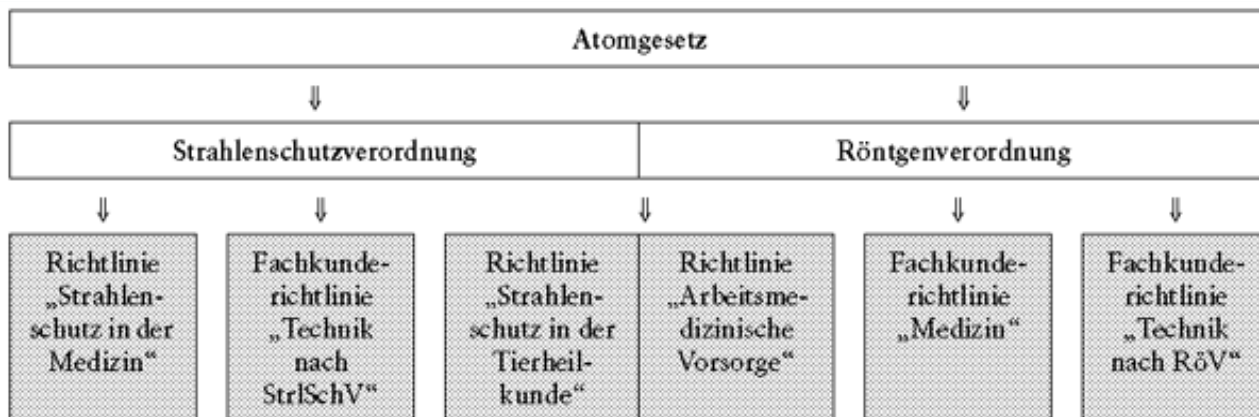 Atomgesetz
⇓ ⇓
Strahlenschutzverordnung
Röntgenverordnung
⇓ ⇓ ⇓ ⇓ ⇓
Richtlinie
„Strahlen-
schutz in der
Medizin“
Fachkunde-
richtlinie
„Technik
nach
StrlSchV“
Richtlinie
„Strahlen-
schutz in der
Tierheil-
kunde“
Richtlinie
„Arbeitsme-
dizinische
Vorsorge“
Fachkunde-
richtlinie
„Medizin“
Fachkunde-
richtlinie
„Technik
nach RöV“